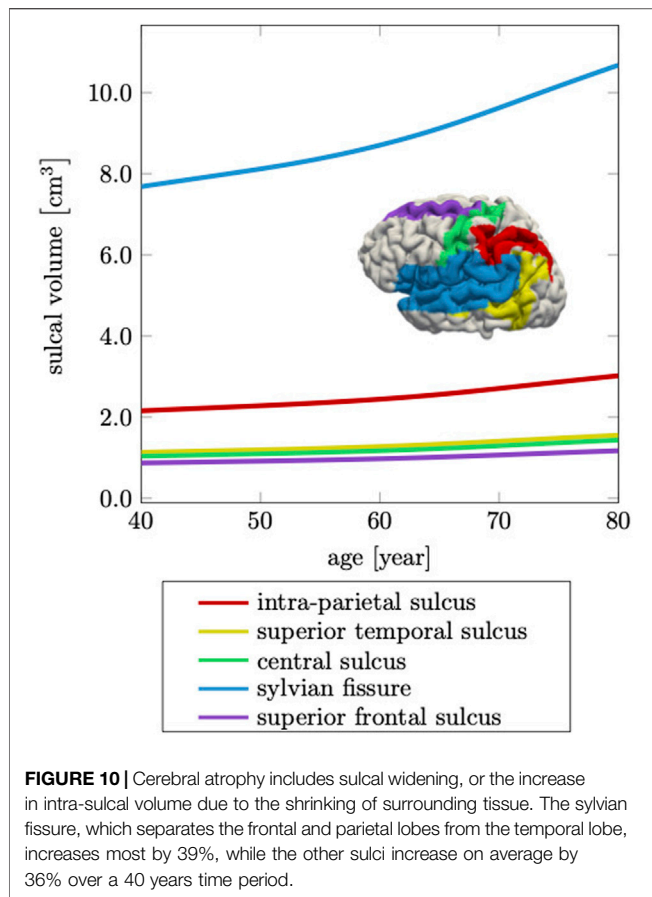 10.0
8.0
6.0
4.0
2.0
0.0
sulcal volume [cm³]
40 50 60 70 80
age [year]
intra-parietal sulcus
superior temporal sulcus
central sulcus
sylvian fissure
superior frontal sulcus
FIGURE 10 | Cerebral atrophy includes sulcal widening, or the increase
in intra-sulcal volume due to the shrinking of surrounding tissue. The sylvian
fissure, which separates the frontal and parietal lobes from the temporal lobe,
increases most by 39%, while the other sulci increase on average by
36% over a 40 years time period.